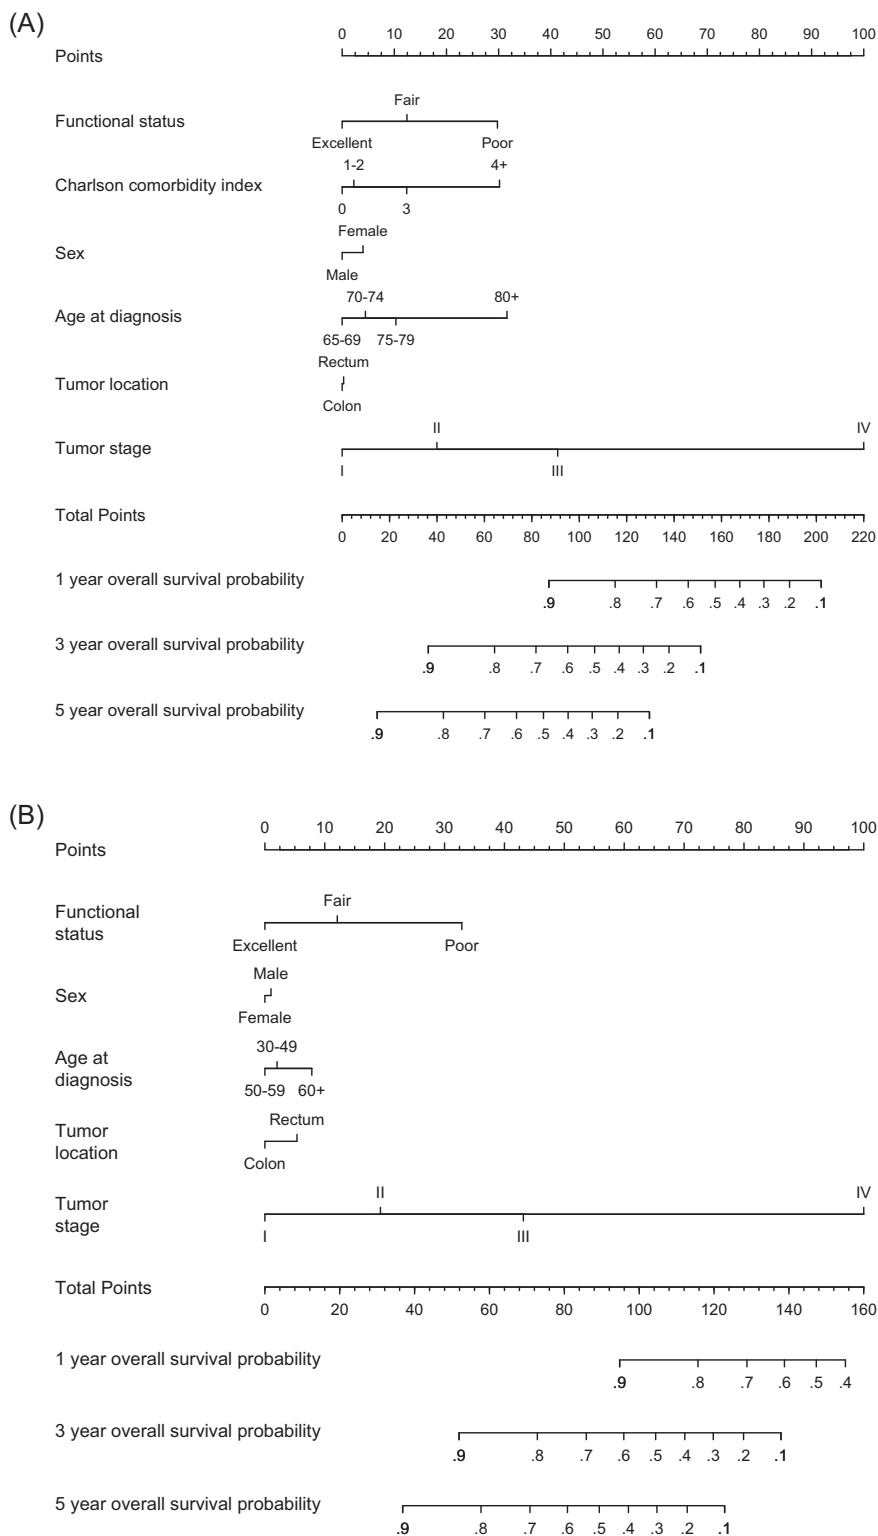 (A)
0 10 20 30 40 50 60 70 80 90 100
Points
Fair
Functional status
Excellent Poor
1-2 4+
Charlson comorbidity index
0 3
Female
Sex
Male
70-74 80+
Age at diagnosis
65-69 75-79
Rectum
Tumor location
Colon
II IV
Tumor stage
I III
Total Points
0 20 40 60 80 100 120 140 160 180 200 220
1 year overall survival probability
.9 .8 .7 .6 .5 .4 .3 .2 .1
3 year overall survival probability
.9 .8 .7 .6 .5 .4 .3 .2 .1
5 year overall survival probability
.9 .8 .7 .6 .5 .4 .3 .2 .1
(B)
0 10 20 30 40 50 60 70 80 90 100
Points
Fair
Functional
status
Excellent Poor
Male
Sex
Female
30-49
Age at
diagnosis
50-59 60+
Rectum
Tumor
location
Colon
II IV
Tumor
stage
I III
Total Points
0 20 40 60 80 100 120 140 160
1 year overall survival probability
.9 .8 .7 .6 .5 .4
3 year overall survival probability
.9 .8 .7 .6 .5 .4 .3 .2 .1
5 year overall survival probability
.9 .8 .7 .6 .5 .4 .3 .2 .1